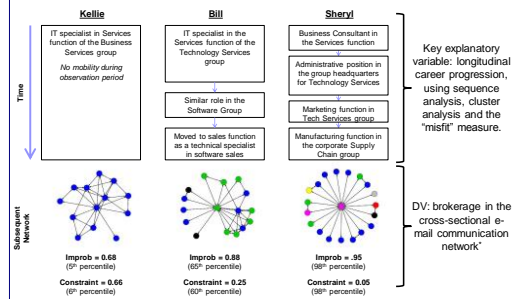 Kellie
IT specialist in Services
function of the Business
Services group
No mobility during
observation period
Bill
IT specialist in the
Services function of the
Technology Services
group
Similar role in the
Software Group
Moved to sales function
as a technical specialist
in software sales
Sheryl
Business Consultant in
the Services function
Administrative position in
the group headquarters
for Technology Services
Marketing function in
Tech Services group
Manufacturing function in
the corporate Supply
Chain group
Time
Key explanatory
variable: longitudinal
career progression,
using sequence
analysis, cluster
analysis and the
“misfit” measure.
Subsequent
Network
Improb = 0.68
(5th percentile)
Constraint = 0.66
(6th percentile)
Improb = 0.88
(65th percentile)
Constraint = 0.25
(60th percentile)
Improb = .95
(98th percentile)
Constraint = 0.05
(98th percentile)
DV: brokerage in the
cross-sectional e-
mail communication
network*